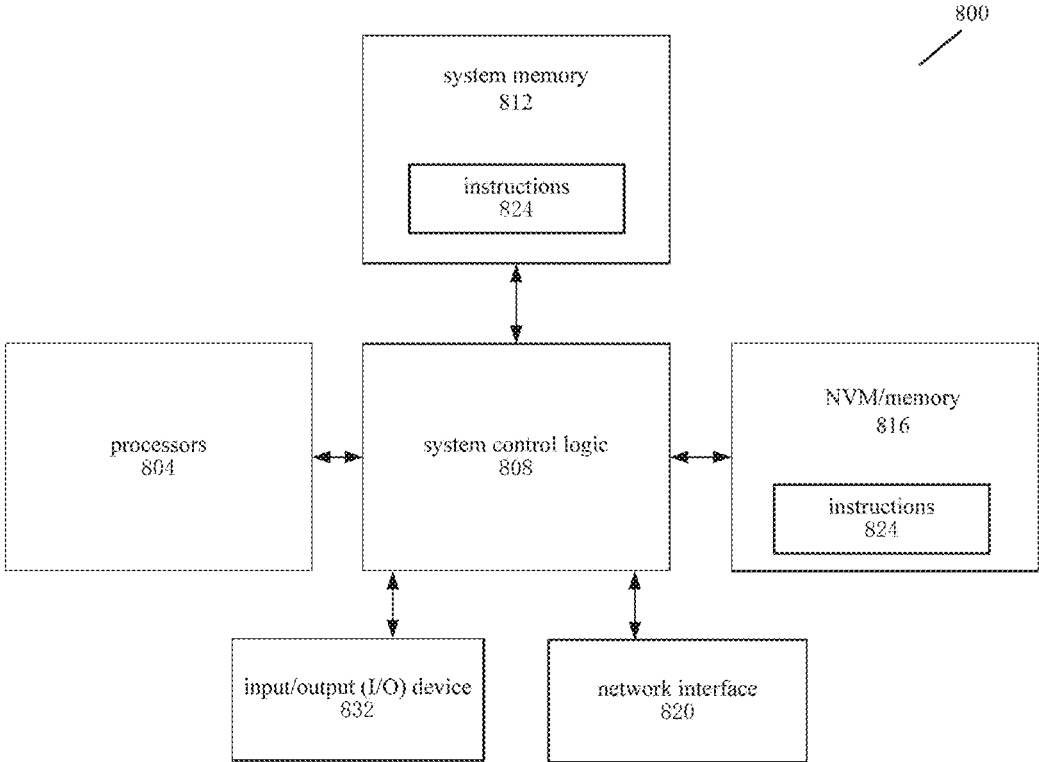 800
system memory
812
instructions
824
processors
804
system control logic
808
NVM/memory
816
instructions
824
input/output (I/O) device
832
network interface
820